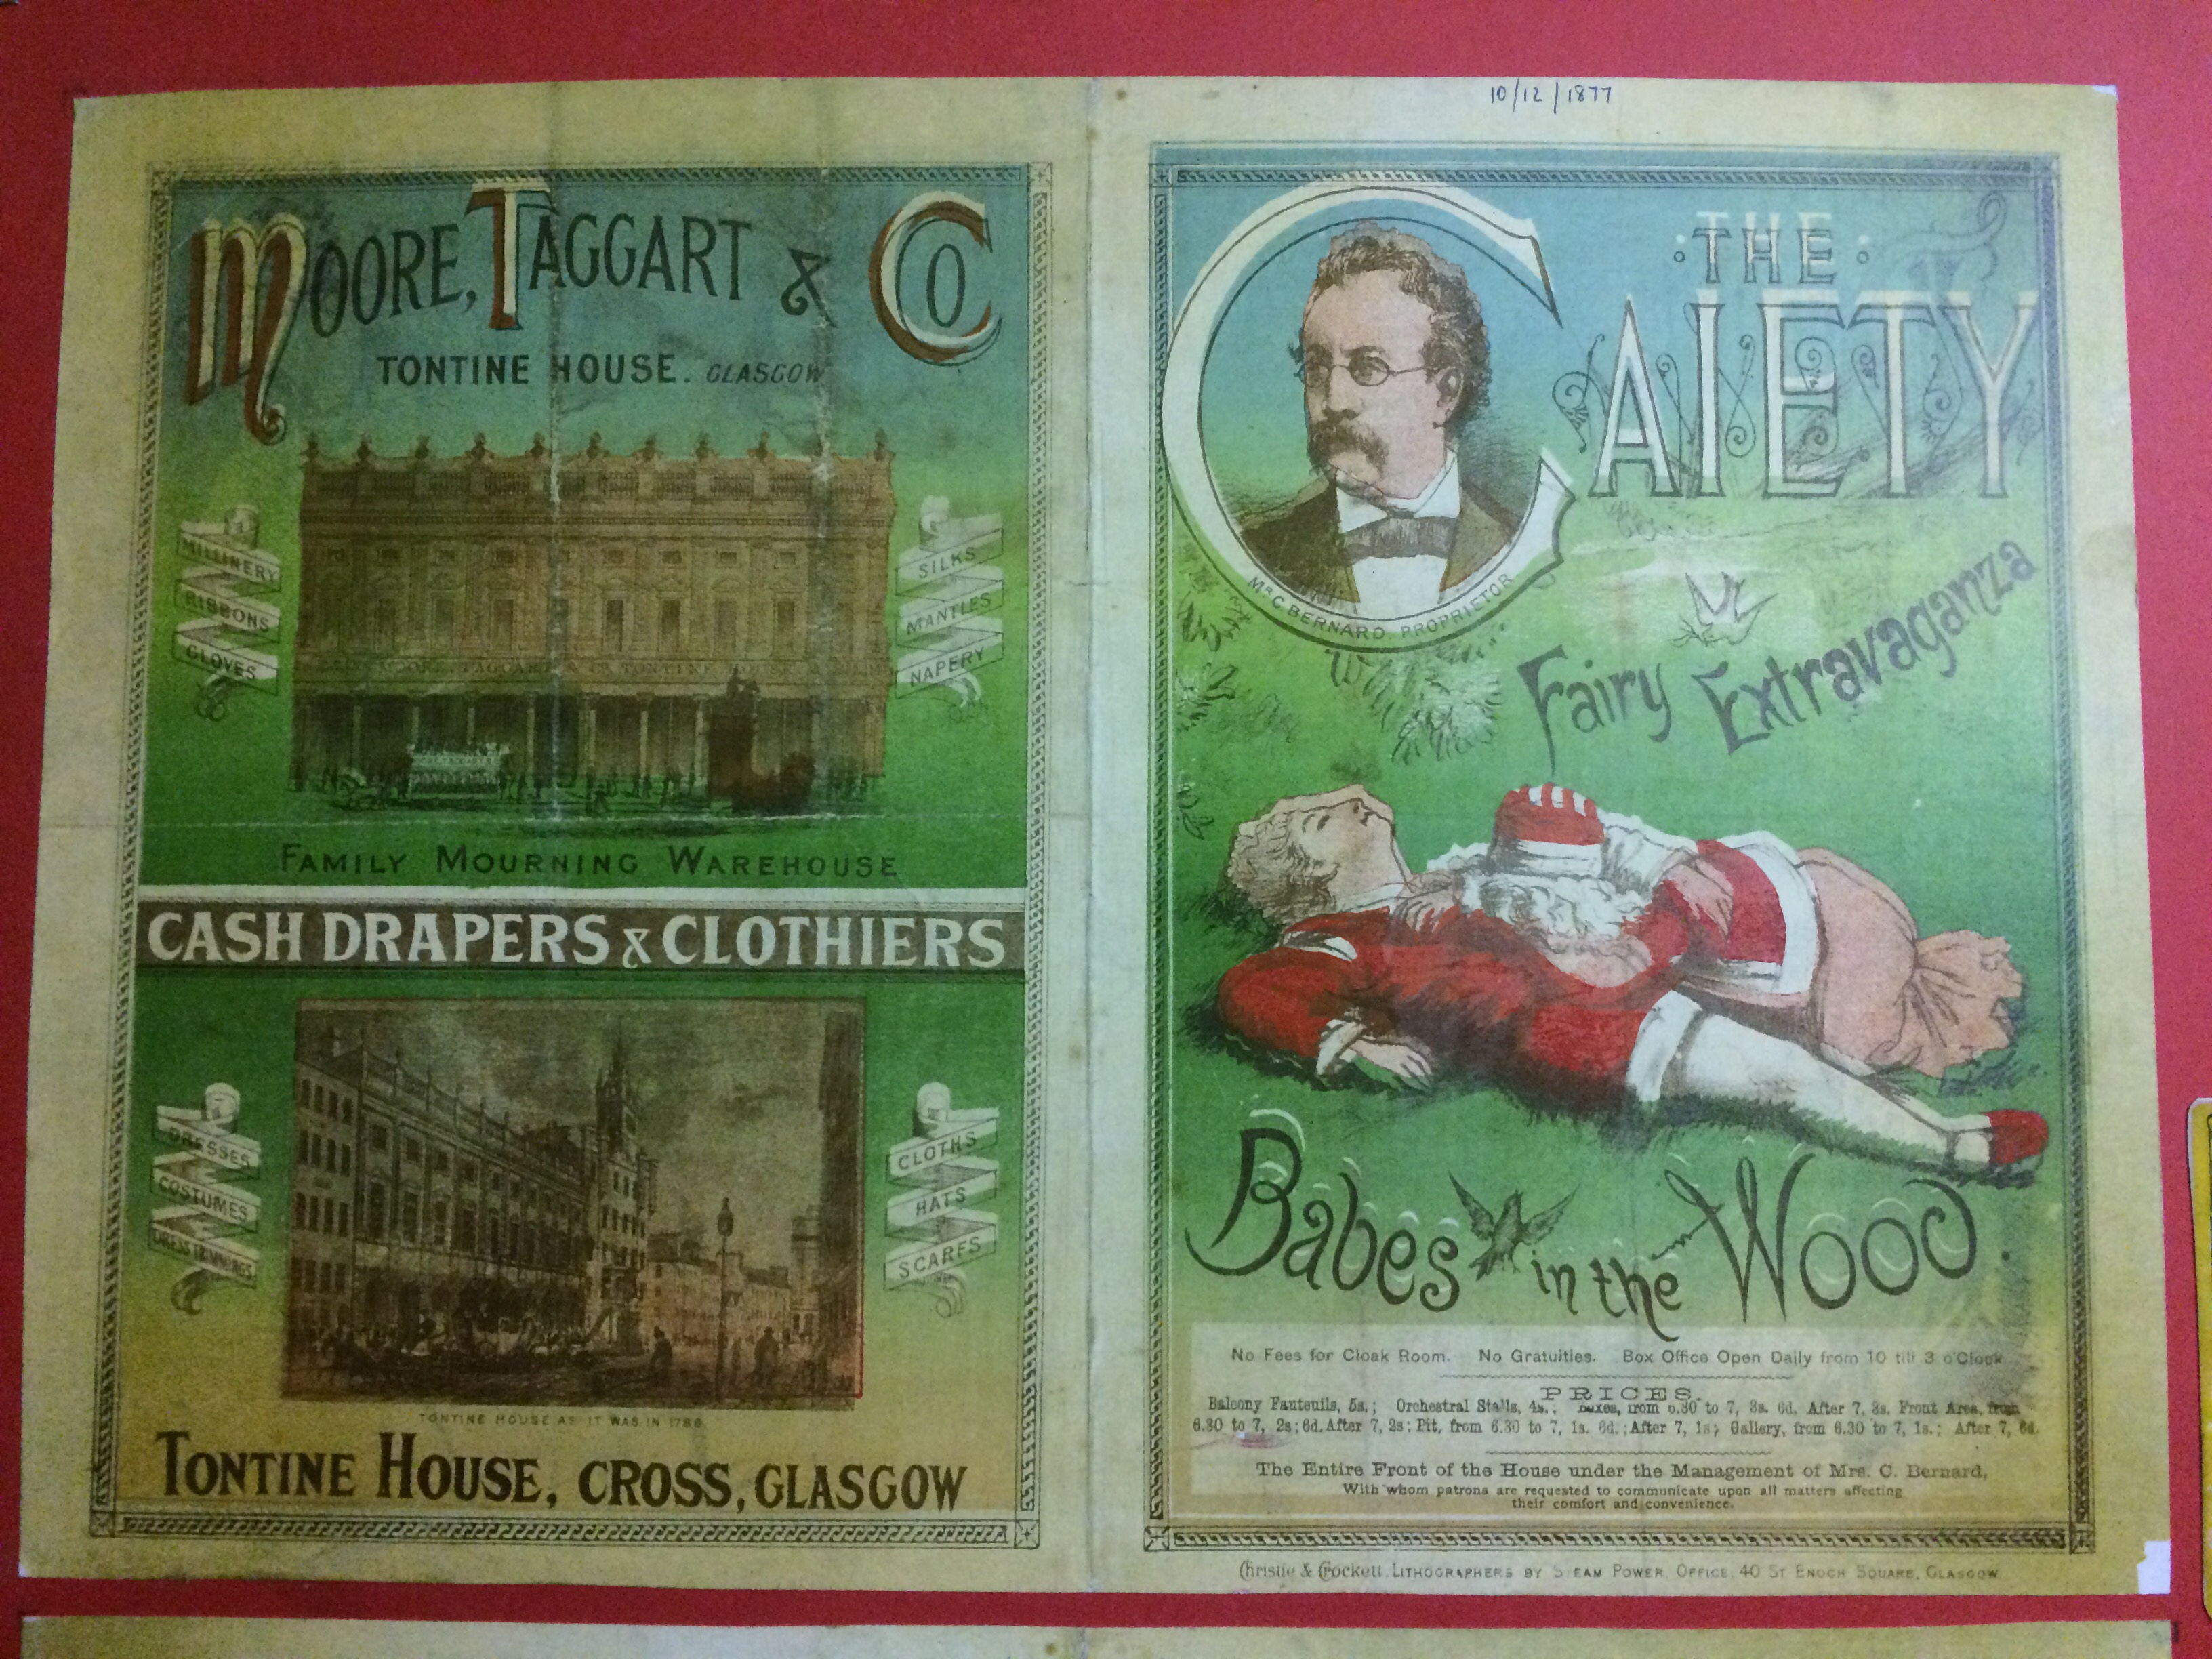 10/12/1877
MOORE, TAGGART & CO
TONTINE HOUSE. GLASGOW
MILLINERY
RIBBONS
GLOVES
SILKS
MANTLES
NAPERY
MOORE, TAGGART & Co TONTINE HOUSE
FAMILY MOURNING WAREHOUSE
CASH DRAPERS & CLOTHIERS
DRESSES
COSTUMES
DRESS TRIMMINGS
CLOTHS
HATS
SCARFS
TONTINE HOUSE AS IT WAS IN
TONTINE HOUSE, CROSS, GLASGOW
THE
GAIETY
Mr C. BERNARD, PROPRIETOR
Fairy Extravaganza
Babes in the Wood.
No Fees for Cloak Room. No Gratuities. Box Office Open Daily from 10 till 3 o'Clock
PRICES.
Balcony Fauteuils, 5s.; Orchestral Stalls, 4s.; Boxes, from 6.30 to 7, 3s. 6d. After 7, 3s. Front Area, from
6.30 to 7, 2s; 6d. After 7, 2s; Pit, from 6.30 to 7, 1s. 6d.; After 7, 1s; Gallery, from 6.30 to 7, 1s.; After 7, 6d.
The Entire Front of the House under the Management of Mrs. C. Bernard,
With whom patrons are requested to communicate upon all matters affecting
their comfort and convenience.
Christie & Crockett. LITHOGRAPHERS BY STEAM POWER OFFICE. 40 ST ENOCH SQUARE, GLASGOW